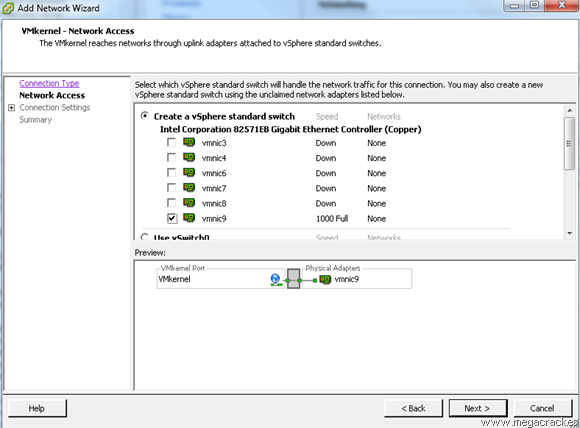 Add Network Wizard
VMkernel - Network Access
The VMkernel reaches networks through uplink adapters attached to vSphere standard switches.
Connection Type
Network Access
Connection Settings
Summary
Select which vSphere standard switch will handle the network traffic for this connection. You may also create a new
vSphere standard switch using the unclaimed network adapters listed below.
Create a vSphere standard switch Speed Networks
Intel Corporation 82571EB Gigabit Ethernet Controller (Copper)
vmnic3 Down None
vmnic4 Down None
vmnic6 Down None
vmnic7 Down None
vmnic8 Down None
vmnic9 1000 Full None
Use vSwitch0 Speed Networks
Preview:
VMkernel Port Physical Adapters
VMkernel vmnic9
Help < Back Next > Cancel
www.megacrack.es